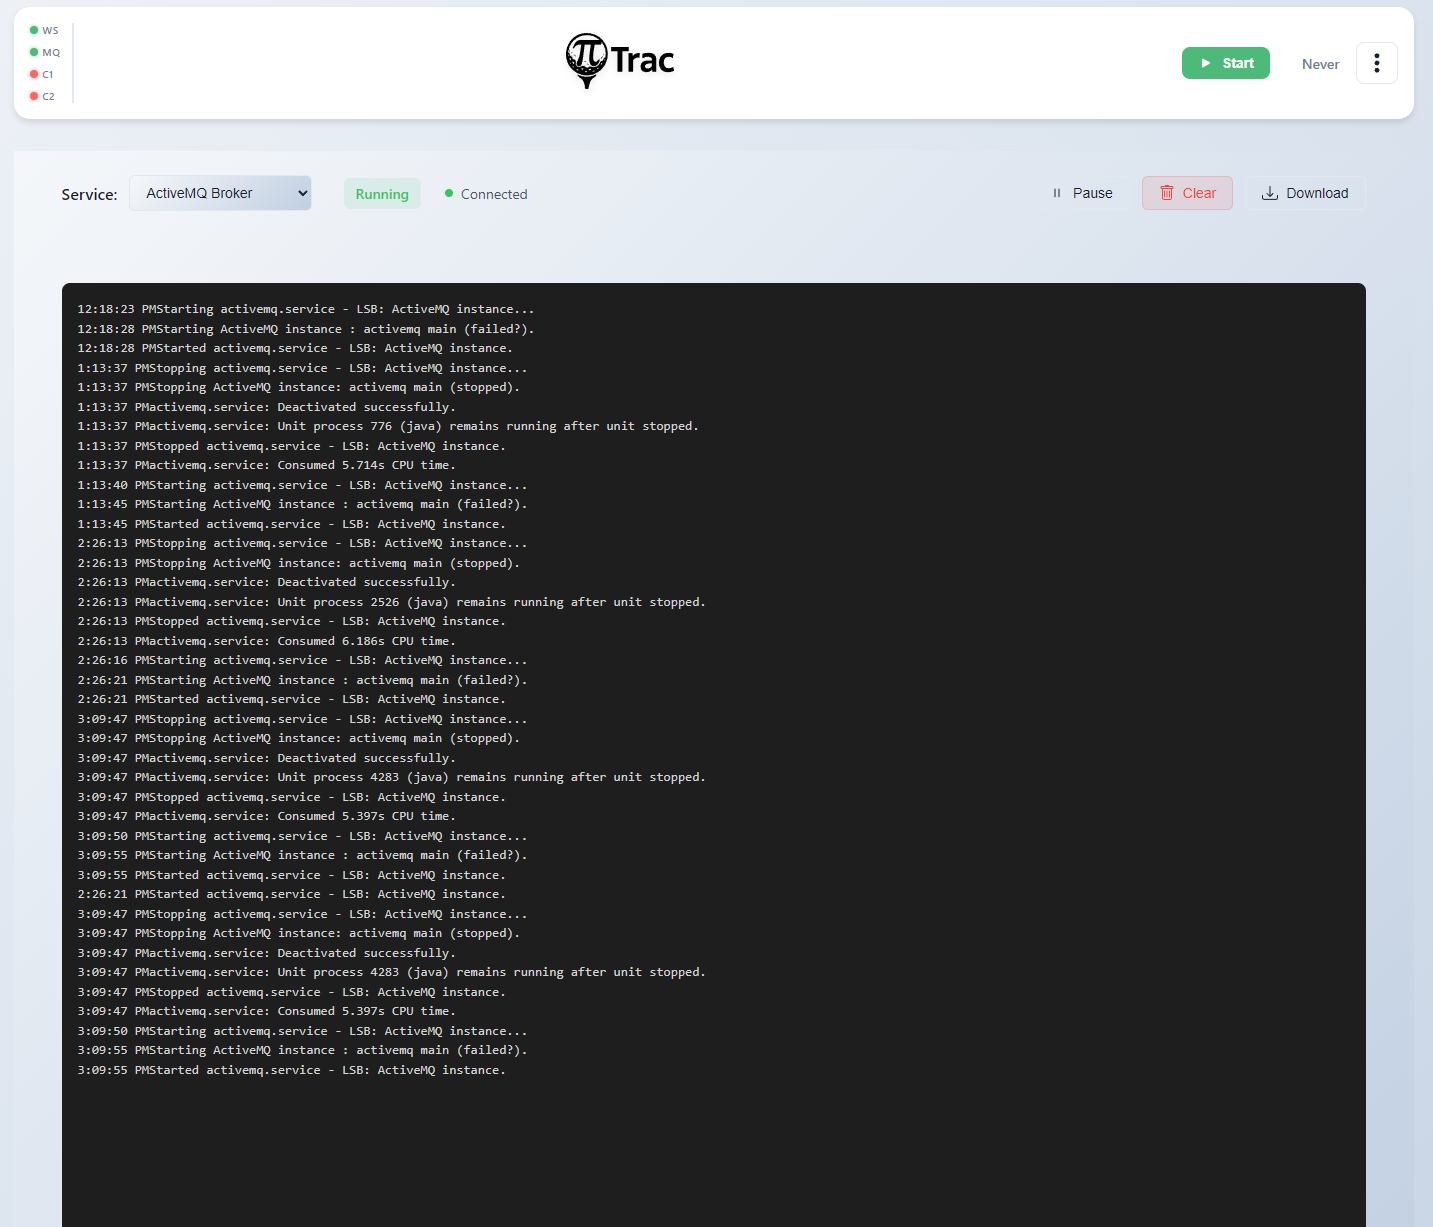 WS
MQ
C1
C2
π Trac
Start
Never
Service:
ActiveMQ Broker
Running
Connected
Pause
Clear
Download
12:18:23 PMStarting activemq.service - LSB: ActiveMQ instance...
12:18:28 PMStarting ActiveMQ instance : activemq main (failed?).
12:18:28 PMStarted activemq.service - LSB: ActiveMQ instance.
1:13:37 PMStopping activemq.service - LSB: ActiveMQ instance...
1:13:37 PMStopping ActiveMQ instance: activemq main (stopped).
1:13:37 PMactivemq.service: Deactivated successfully.
1:13:37 PMactivemq.service: Unit process 776 (java) remains running after unit stopped.
1:13:37 PMStopped activemq.service - LSB: ActiveMQ instance.
1:13:37 PMactivemq.service: Consumed 5.714s CPU time.
1:13:40 PMStarting activemq.service - LSB: ActiveMQ instance...
1:13:45 PMStarting ActiveMQ instance : activemq main (failed?).
1:13:45 PMStarted activemq.service - LSB: ActiveMQ instance.
2:26:13 PMStopping activemq.service - LSB: ActiveMQ instance...
2:26:13 PMStopping ActiveMQ instance: activemq main (stopped).
2:26:13 PMactivemq.service: Deactivated successfully.
2:26:13 PMactivemq.service: Unit process 2526 (java) remains running after unit stopped.
2:26:13 PMStopped activemq.service - LSB: ActiveMQ instance.
2:26:13 PMactivemq.service: Consumed 6.186s CPU time.
2:26:16 PMStarting activemq.service - LSB: ActiveMQ instance...
2:26:21 PMStarting ActiveMQ instance : activemq main (failed?).
2:26:21 PMStarted activemq.service - LSB: ActiveMQ instance.
3:09:47 PMStopping activemq.service - LSB: ActiveMQ instance...
3:09:47 PMStopping ActiveMQ instance: activemq main (stopped).
3:09:47 PMactivemq.service: Deactivated successfully.
3:09:47 PMactivemq.service: Unit process 4283 (java) remains running after unit stopped.
3:09:47 PMStopped activemq.service - LSB: ActiveMQ instance.
3:09:47 PMactivemq.service: Consumed 5.397s CPU time.
3:09:50 PMStarting activemq.service - LSB: ActiveMQ instance...
3:09:55 PMStarting ActiveMQ instance : activemq main (failed?).
3:09:55 PMStarted activemq.service - LSB: ActiveMQ instance.
2:26:21 PMStarted activemq.service - LSB: ActiveMQ instance.
3:09:47 PMStopping activemq.service - LSB: ActiveMQ instance...
3:09:47 PMStopping ActiveMQ instance: activemq main (stopped).
3:09:47 PMactivemq.service: Deactivated successfully.
3:09:47 PMactivemq.service: Unit process 4283 (java) remains running after unit stopped.
3:09:47 PMStopped activemq.service - LSB: ActiveMQ instance.
3:09:47 PMactivemq.service: Consumed 5.397s CPU time.
3:09:50 PMStarting activemq.service - LSB: ActiveMQ instance...
3:09:55 PMStarting ActiveMQ instance : activemq main (failed?).
3:09:55 PMStarted activemq.service - LSB: ActiveMQ instance.